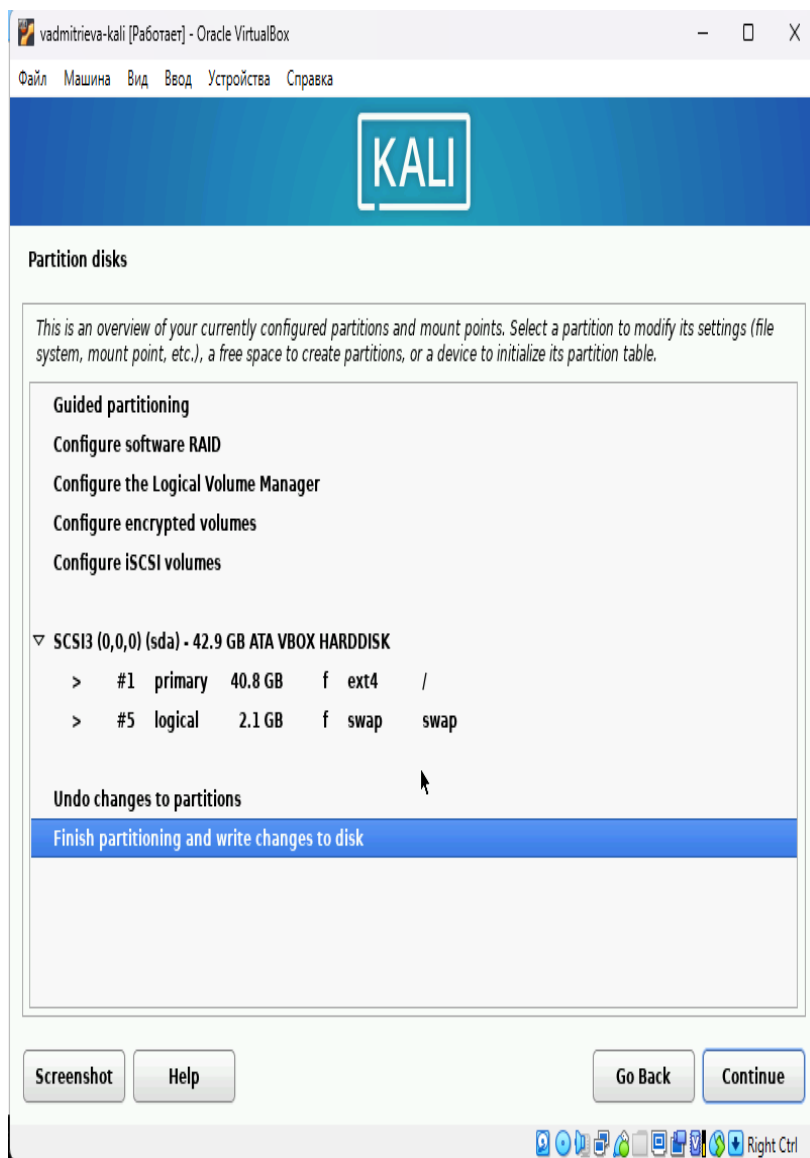 vadmitrieva-kali [Работает] - Oracle VirtualBox
Файл Машина Вид Ввод Устройства Справка
KALI
Partition disks
This is an overview of your currently configured partitions and mount points. Select a partition to modify its settings (file
system, mount point, etc.), a free space to create partitions, or a device to initialize its partition table.
Guided partitioning
Configure software RAID
Configure the Logical Volume Manager
Configure encrypted volumes
Configure iSCSI volumes
SCSI3 (0,0,0) (sda) - 42.9 GB ATA VBOX HARDDISK
> #1 primary 40.8 GB f ext4 /
> #5 logical 2.1 GB f swap swap
Undo changes to partitions
Finish partitioning and write changes to disk
Screenshot Help Go Back Continue
Right Ctrl